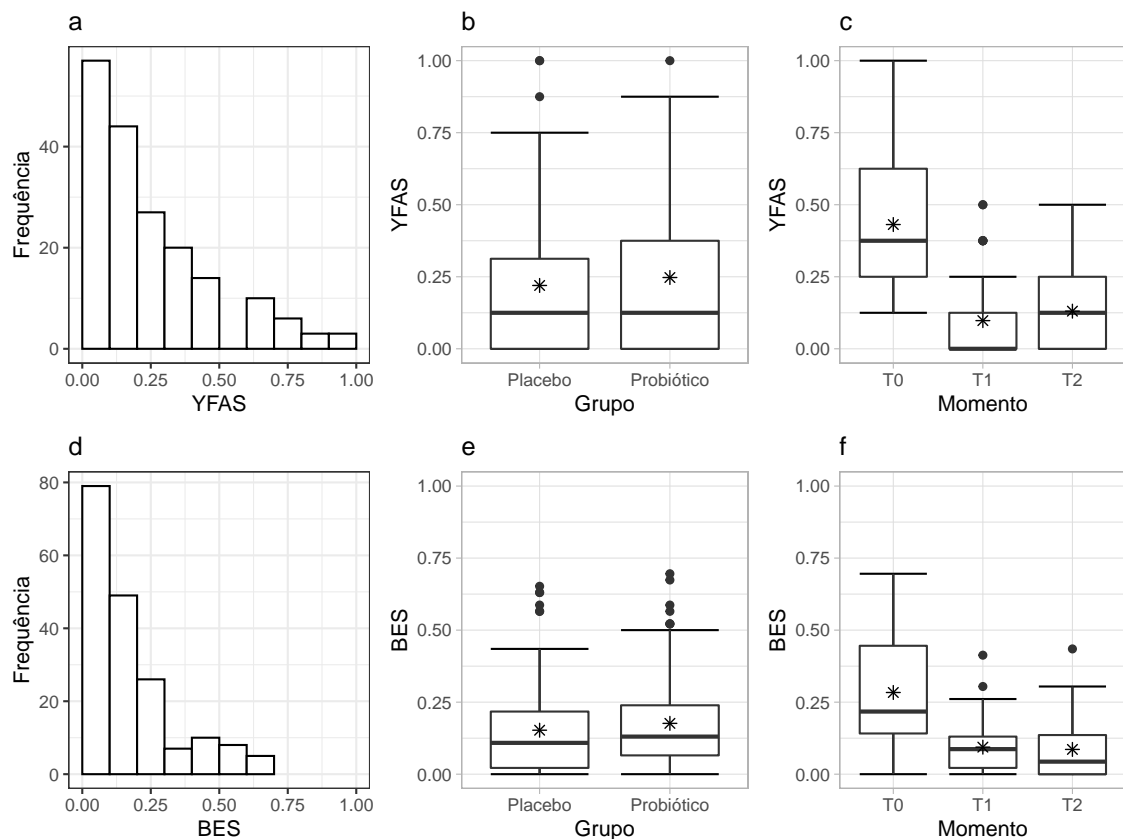 a
Frequência
40
20
0
0.00 0.25 0.50 0.75 1.00
YFAS
b
YFAS
1.00
0.75
0.50
0.25
0.00
Placebo Probiótico
Grupo
c
YFAS
1.00
0.75
0.50
0.25
0.00
T0 T1 T2
Momento
d
Frequência
80
60
40
20
0
0.00 0.25 0.50 0.75 1.00
BES
e
BES
1.00
0.75
0.50
0.25
0.00
Placebo Probiótico
Grupo
f
BES
1.00
0.75
0.50
0.25
0.00
T0 T1 T2
Momento